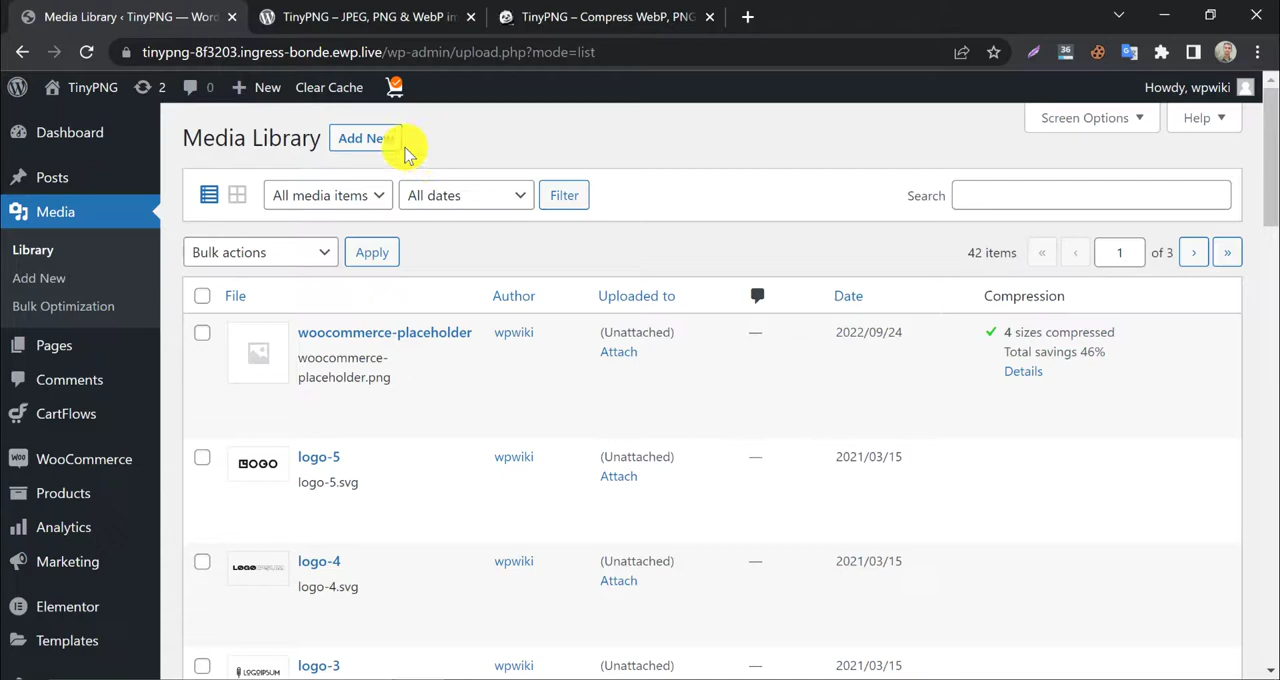 Media Library ‹ TinyPNG — Wor
TinyPNG – JPEG, PNG & WebP im
TinyPNG – Compress WebP, PNG
tinypng-8f3203.ingress-bonde.ewp.live/wp-admin/upload.php?mode=list
36
TinyPNG
2
0
New
Clear Cache
Howdy, wpwiki
Dashboard
Posts
Media
Library
Add New
Bulk Optimization
Pages
Comments
CartFlows
WooCommerce
Products
Analytics
Marketing
Elementor
Templates
Media Library
Add New
Screen Options
Help
All media items
All dates
Filter
Search
Bulk actions
Apply
42 items
«
‹
1
of 3
›
»
File
Author
Uploaded to
Date
Compression
woocommerce-placeholder
wpwiki
(Unattached)
—
2022/09/24
4 sizes compressed
woocommerce-
placeholder.png
Attach
Total savings 46%
Details
LOGO
logo-5
wpwiki
(Unattached)
—
2021/03/15
logo-5.svg
Attach
LOGOIPSUM
logo-4
wpwiki
(Unattached)
—
2021/03/15
logo-4.svg
Attach
LOGOIPSUM
logo-3
wpwiki
(Unattached)
—
2021/03/15